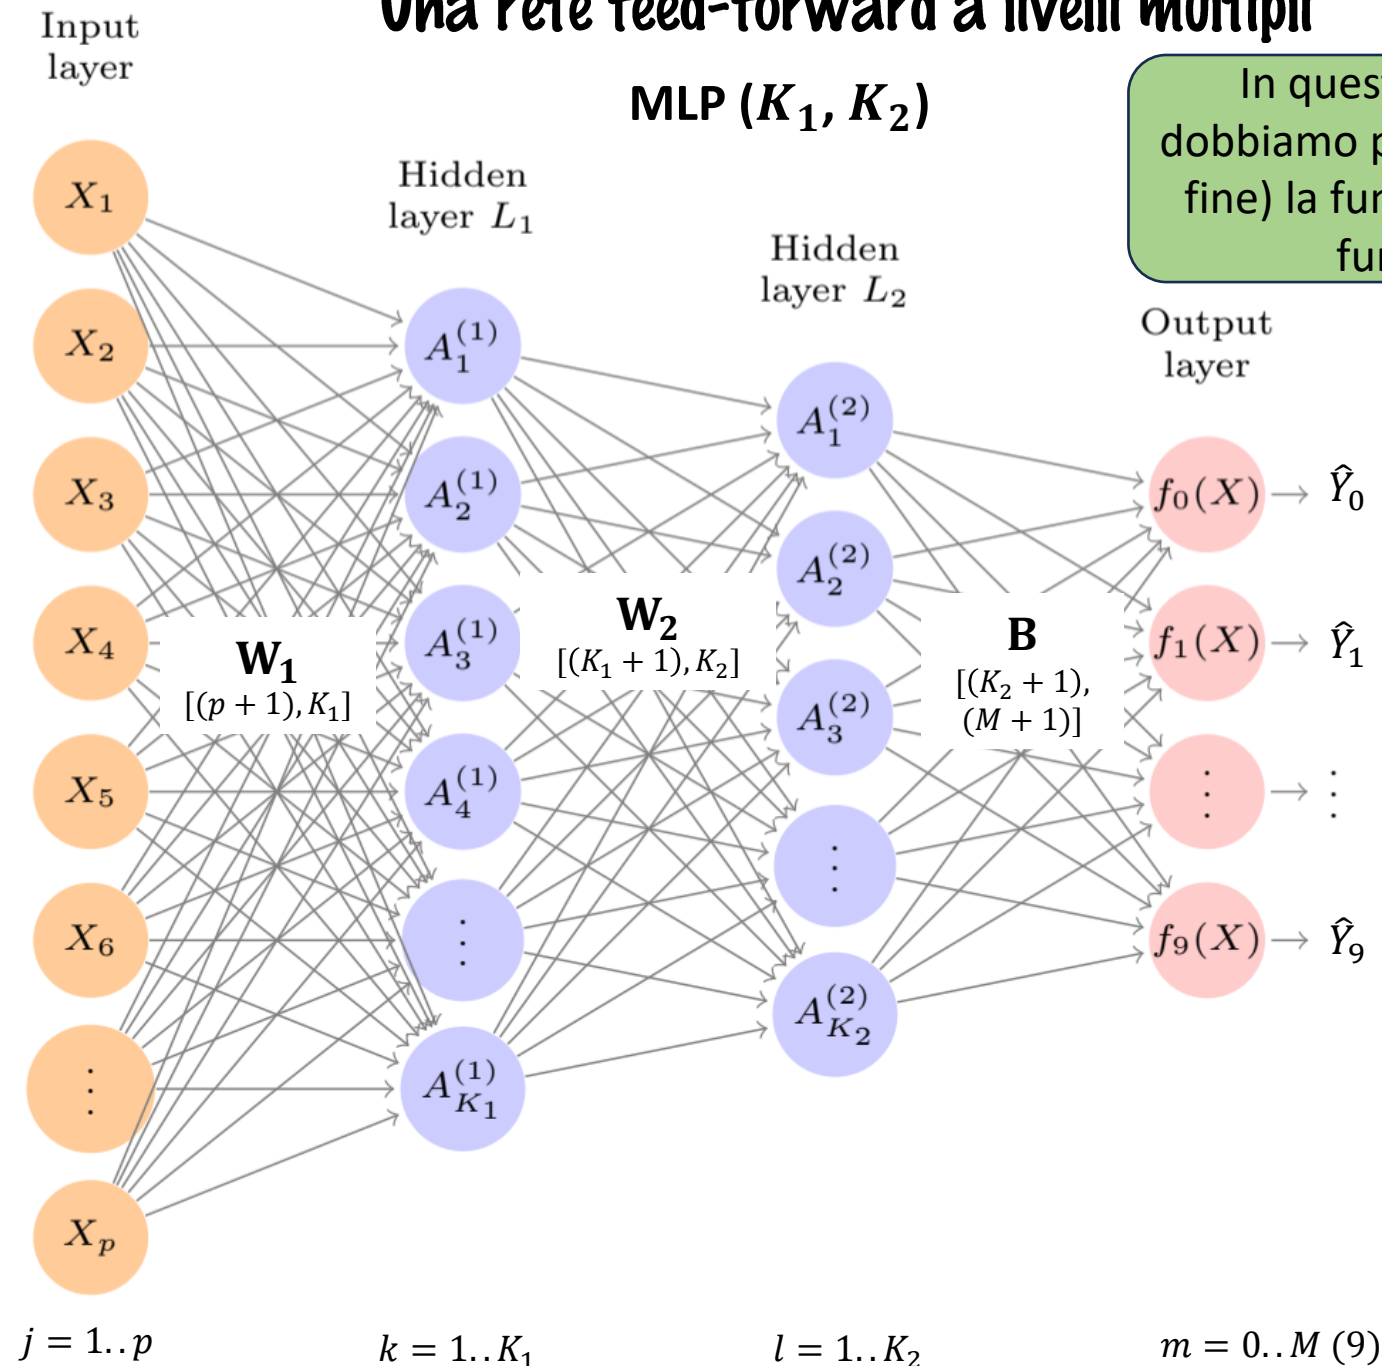 Una rete feed-forward a livelli multipli
MLP (K₁, K₂)
In ques
dobbiamo p
fine) la fun
fun
Input
layer
Hidden
layer L₁
Hidden
layer L₂
Output
layer
X₁
X₂
X₃
X₄
X₅
X₆
⋮
Xₚ
A₁⁽¹⁾
A₂⁽¹⁾
A₃⁽¹⁾
A₄⁽¹⁾
⋮
A_{K₁}⁽¹⁾
A₁⁽²⁾
A₂⁽²⁾
A₃⁽²⁾
⋮
A_{K₂}⁽²⁾
f₀(X) → Ŷ₀
f₁(X) → Ŷ₁
⋮ → ⋮
f₉(X) → Ŷ₉
W₁
[(p + 1), K₁]
W₂
[(K₁ + 1), K₂]
B
[(K₂ + 1),
(M + 1)]
j = 1..p
k = 1..K₁
l = 1..K₂
m = 0..M (9)